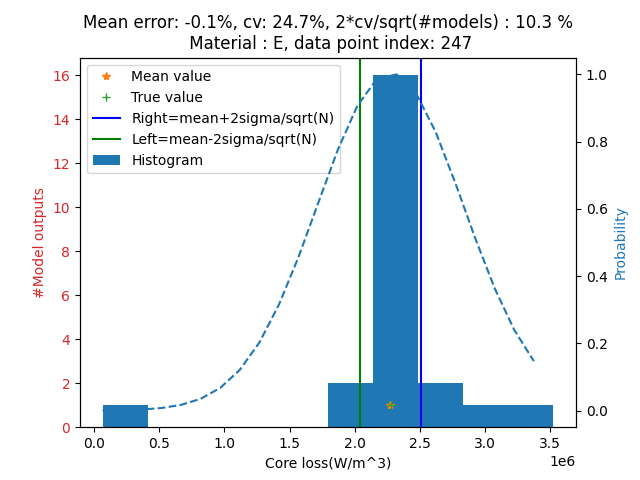 Mean error: -0.1%, cv: 24.7%, 2*cv/sqrt(#models) : 10.3 %
Material : E, data point index: 247
Mean value
True value
Right=mean+2sigma/sqrt(N)
Left=mean-2sigma/sqrt(N)
Histogram
#Model outputs
16
14
12
10
8
6
4
2
0
1.0
0.8
0.6
0.4
0.2
0.0
Probability
0.0 0.5 1.0 1.5 2.0 2.5 3.0 3.5
1e6
Core loss(W/m^3)